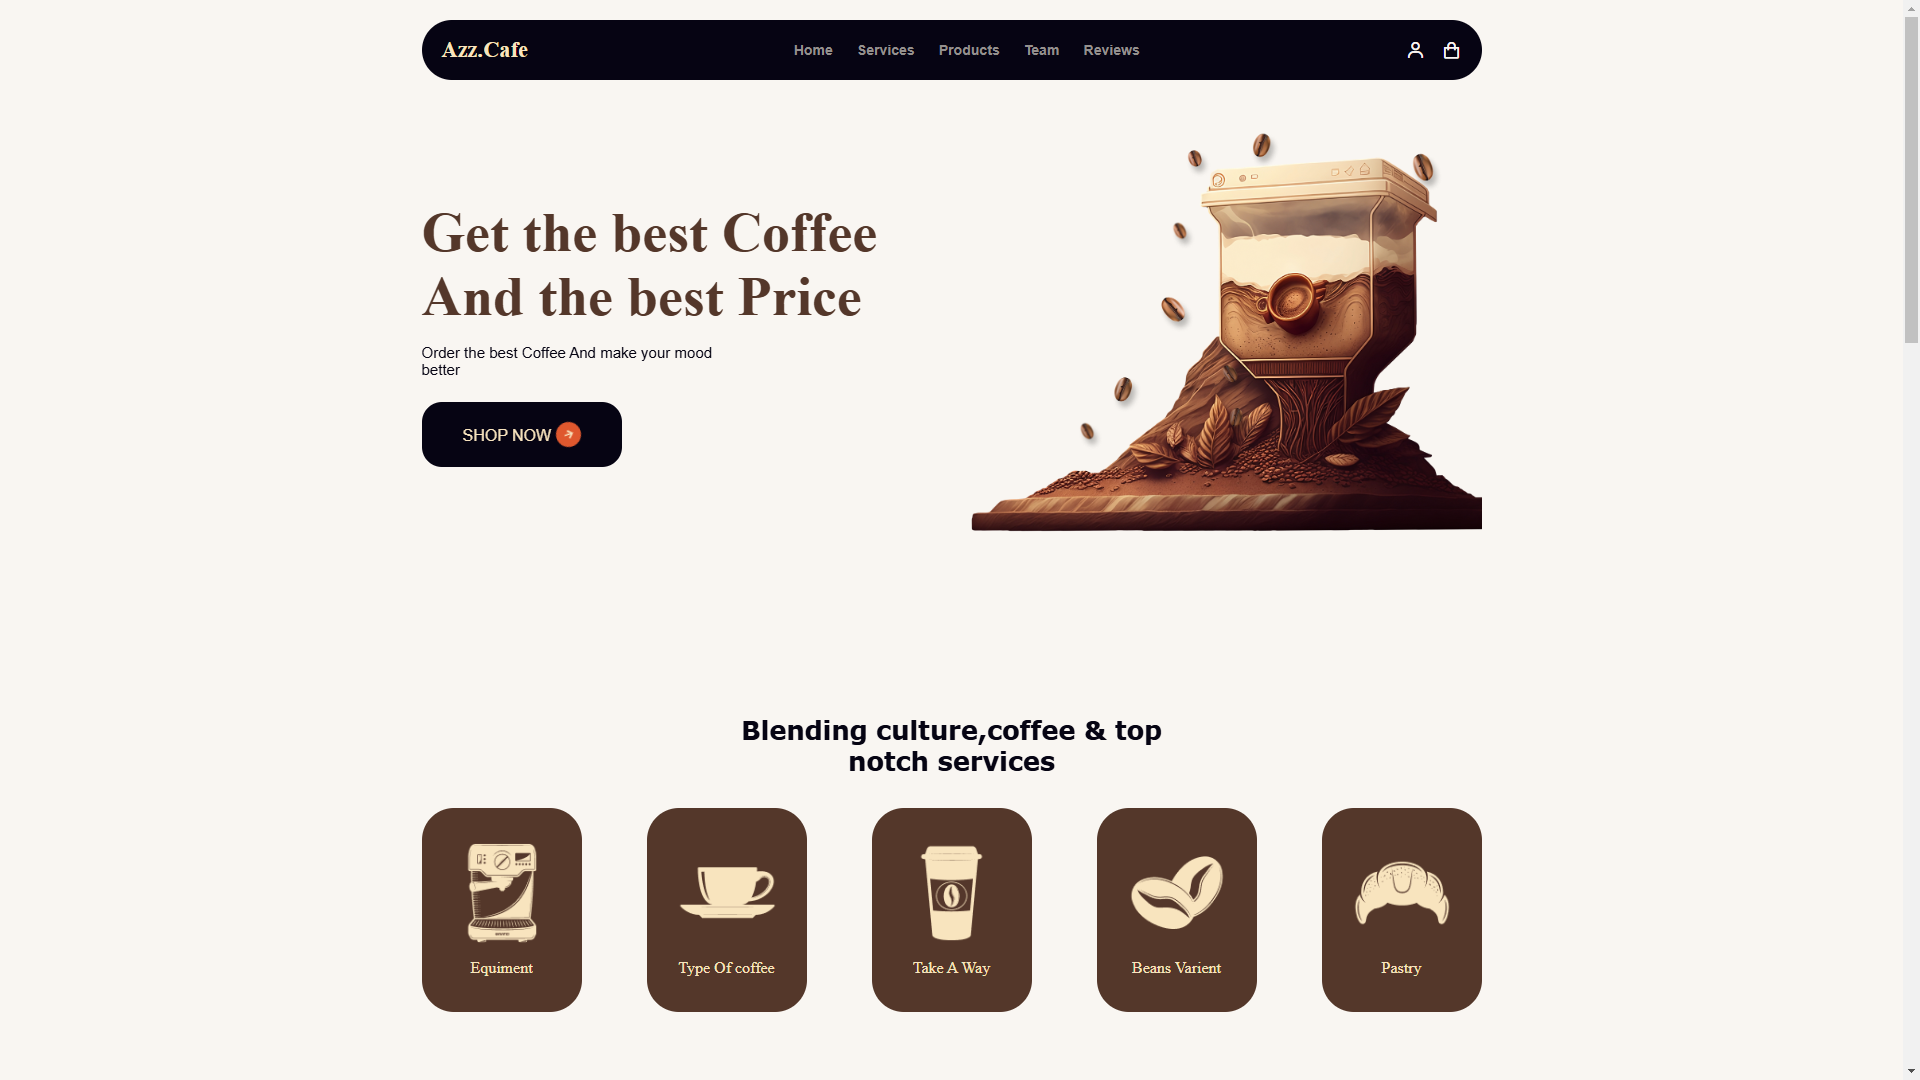 Azz.Cafe
Home Services Products Team Reviews
Get the best Coffee
And the best Price
Order the best Coffee And make your mood
better
SHOP NOW
Blending culture,coffee & top
notch services
Equiment
Type Of coffee
Take A Way
Beans Varient
Pastry